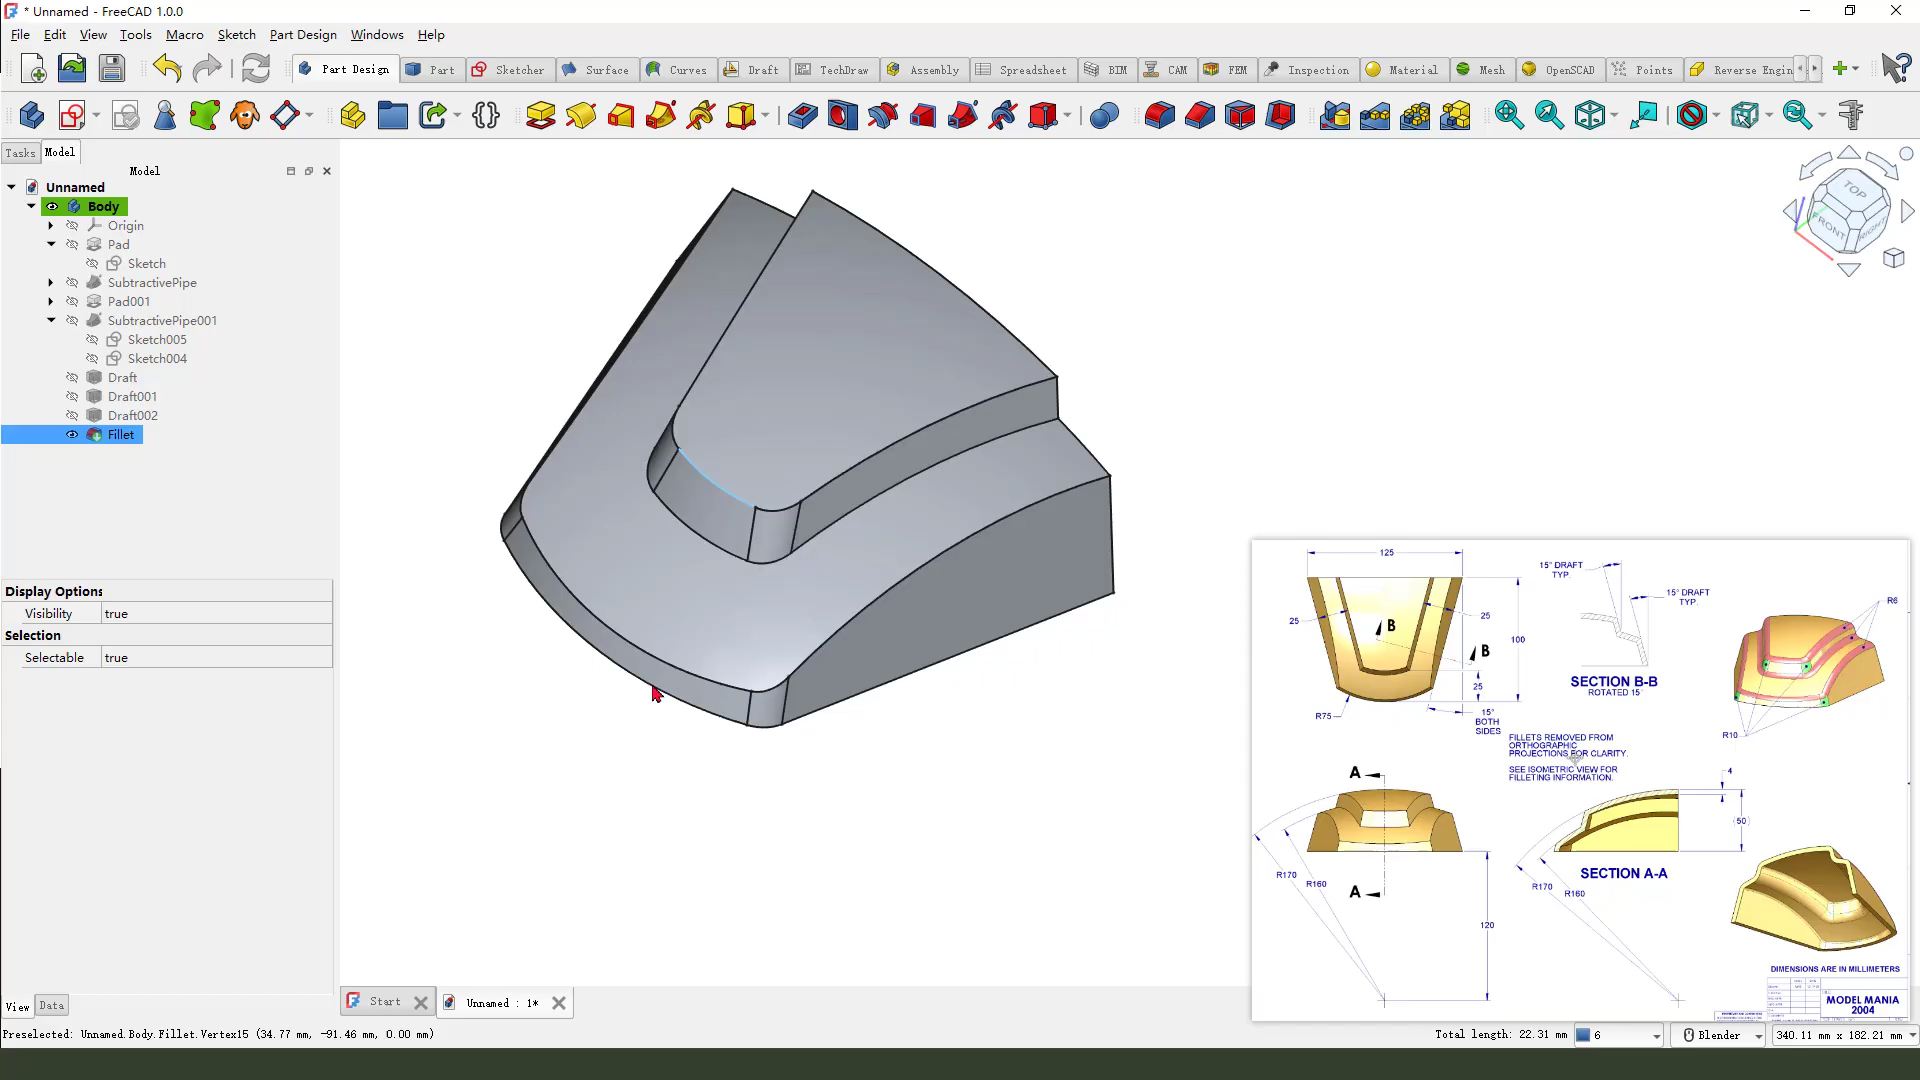 * Unnamed - FreeCAD 1.0.0
File Edit View Tools Macro Sketch Part Design Windows Help
Part Design Part Sketcher Surface Curves Draft TechDraw Assembly Spreadsheet BIM CAM FEM Inspection Material Mesh OpenSCAD Points Reverse Engin
Tasks Model
Model
Unnamed
Body
Origin
Pad
Sketch
SubtractivePipe
Pad001
SubtractivePipe001
Sketch005
Sketch004
Draft
Draft001
Draft002
Fillet
Display Options
Visibility true
Selection
Selectable true
View Data
TOP
FRONT
RIGHT
125
25
25
B
B
100
25
R75
15°
BOTH
SIDES
15° DRAFT
TYP.
15° DRAFT
TYP.
SECTION B-B
ROTATED 15°
R6
R10
FILLETS REMOVED FROM
ORTHOGRAPHIC
PROJECTIONS FOR CLARITY.
SEE ISOMETRIC VIEW FOR
FILLETING INFORMATION.
A
A
R170
R160
120
4
(50)
SECTION A-A
R170
R160
DIMENSIONS ARE IN MILLIMETERS
MODEL MANIA
2004
Start
Unnamed : 1*
Preselected: Unnamed.Body.Fillet.Vertex15 (34.77 mm, -91.46 mm, 0.00 mm)
Total length: 22.31 mm
6
Blender
340.11 mm x 182.21 mm